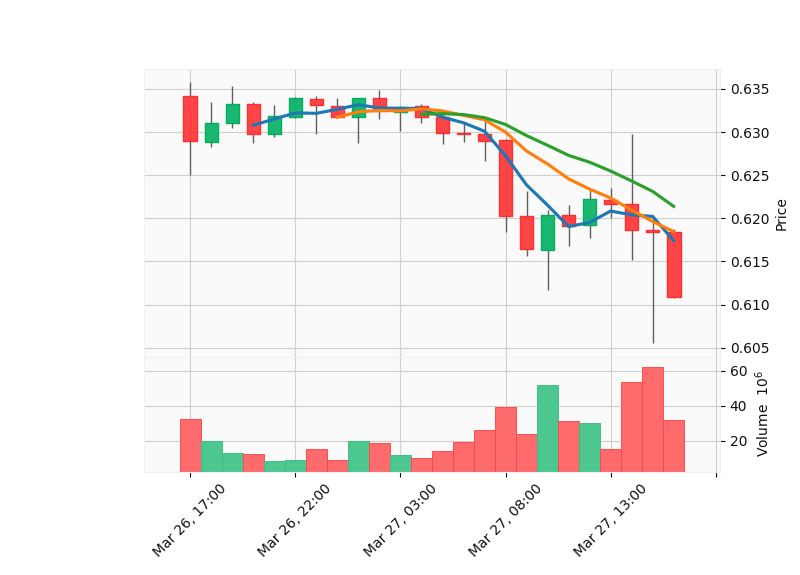 0.635
0.630
0.625
0.620
0.615
0.610
0.605
Price
60
40
20
Volume 10⁶
Mar 26, 17:00
Mar 26, 22:00
Mar 27, 03:00
Mar 27, 08:00
Mar 27, 13:00